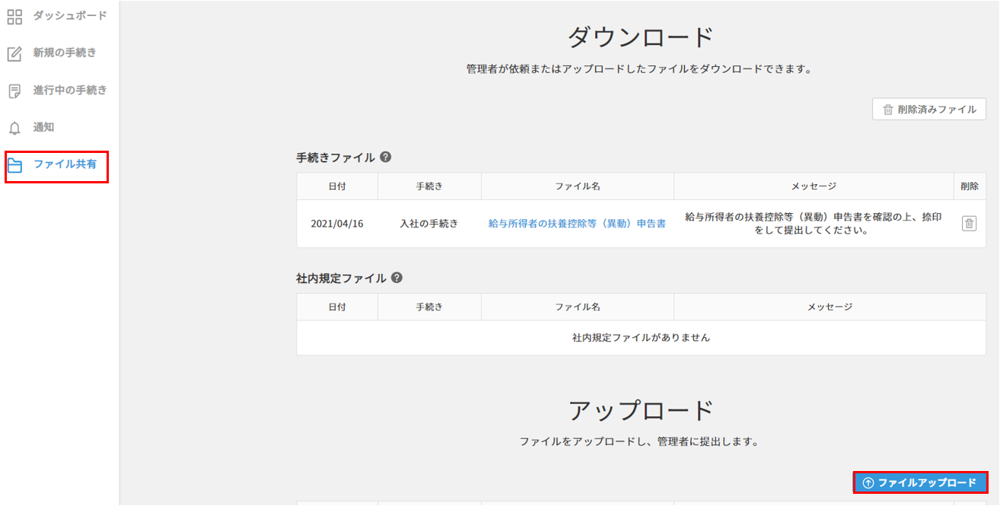 ダッシュボード
新規の手続き
進行中の手続き
通知
ファイル共有
ダウンロード
管理者が依頼またはアップロードしたファイルをダウンロードできます。
削除済みファイル
手続きファイル ?
日付 手続き ファイル名 メッセージ 削除
2021/04/16 入社の手続き 給与所得者の扶養控除等（異動）申告書 給与所得者の扶養控除等（異動）申告書を確認の上、捺印
をして提出してください。
社内規定ファイル ?
日付 手続き ファイル名 メッセージ
社内規定ファイルがありません
アップロード
ファイルをアップロードし、管理者に提出します。
ファイルアップロード